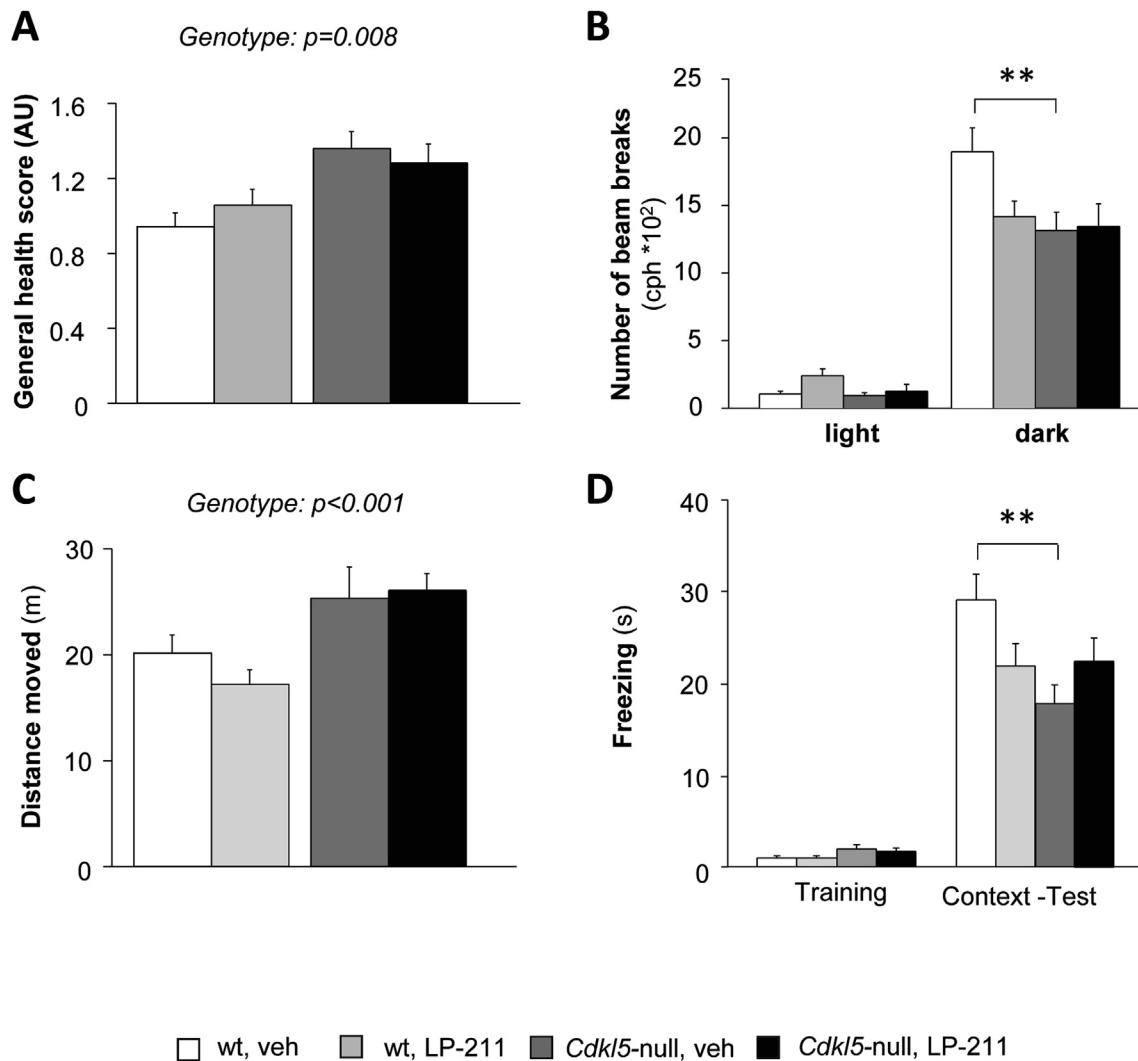 A
Genotype: p=0.008
General health score (AU)
1.6
1.2
0.8
0.4
0
B
Number of beam breaks
(cph *10²)
25
20
15
10
5
0
**
light
dark
C
Genotype: p<0.001
Distance moved (m)
30
20
10
0
D
Freezing (s)
40
30
20
10
0
**
Training
Context -Test
wt, veh
wt, LP-211
Cdkl5-null, veh
Cdkl5-null, LP-211